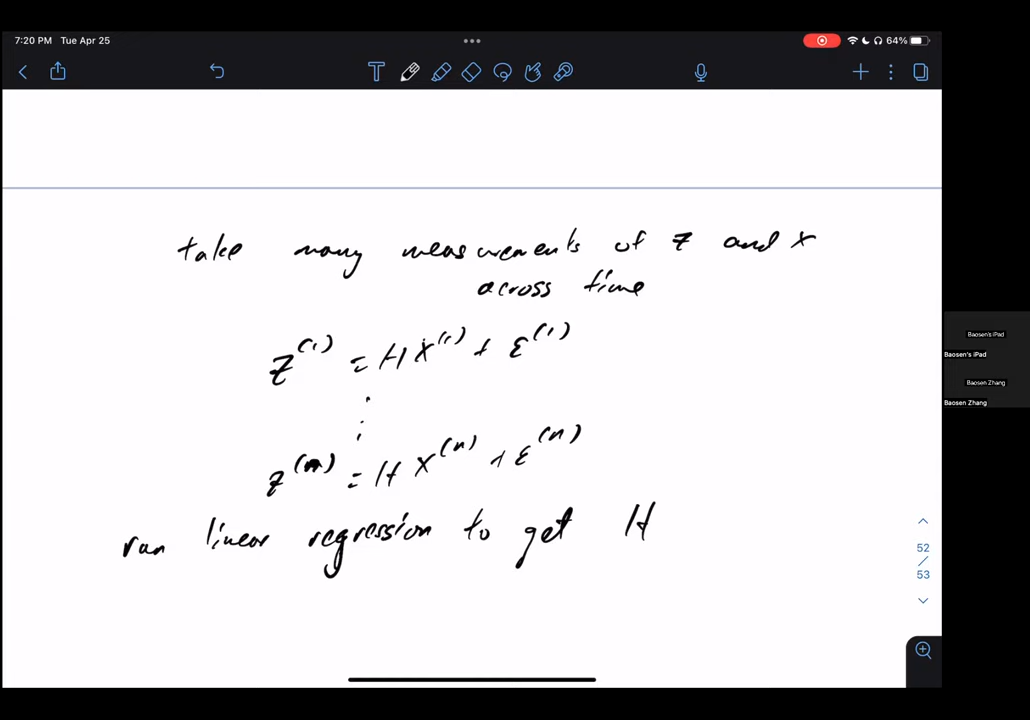 7:20 PM Tue Apr 25
64%
take many measurements of z and x
across time
z^(1) = H x^(1) + ε^(1)
⋮
z^(n) = H x^(n) + ε^(n)
run linear regression to get H
52
/
53
Baosen's iPad
Baosen's iPad
Baosen Zhang
Baosen Zhang